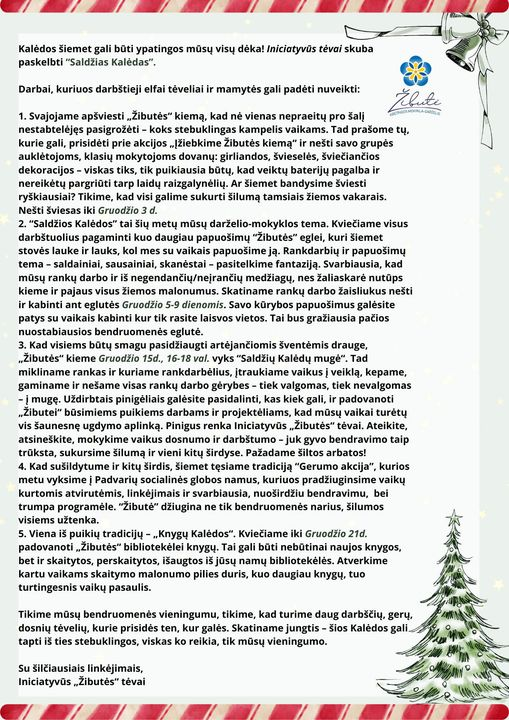 Kalėdos šiemet gali būti ypatingos mūsų visų dėka! Iniciatyvūs tėvai skuba
paskelbti “Saldžias Kalėdas”.
Darbai, kuriuos darbštieji elfai tėveliai ir mamytės gali padėti nuveikti:
Žibutė
1. Svajojame apšviesti „Žibutės“ kiemą, kad nė vienas nepraeitų pro šalį
nestabtelėjęs pasigrožėti – koks stebuklingas kampelis vaikams. Tad prašome tų,
kurie gali, prisidėti prie akcijos „Įžiebkime Žibutės kiemą“ ir nešti savo grupės
auklėtojoms, klasių mokytojoms dovanų: girliandos, švieselės, šviečiančios
dekoracijos – viskas tiks, tik puikiausia būtų, kad veiktų baterijų pagalba ir
nereikėtų pargriūti tarp laidų raizgalynėlių. Ar šiemet bandysime šviesti
ryškiausiai? Tikime, kad visi galime sukurti šilumą tamsiais žiemos vakarais.
Nešti šviesas iki Gruodžio 3 d.
2. “Saldžios Kalėdos” tai šių metų mūsų darželio-mokyklos tema. Kviečiame visus
darbštuolius pagaminti kuo daugiau papuošimų “Žibutės” eglei, kuri šiemet
stovės lauke ir lauks, kol mes su vaikais papuošime ją. Rankdarbių ir papuošimų
tema – saldainiai, sausainiai, skanėstai – pasitelkime fantaziją. Svarbiausia, kad
mūsų rankų darbo ir iš negendančių/neįrančių medžiagų, nes žaliaskarė nutūps
kieme ir pajaus visus žiemos malonumus. Skatiname rankų darbo žaisliukus nešti
ir kabinti ant eglutės Gruodžio 5-9 dienomis. Savo kūrybos papuošimus galėsite
patys su vaikais kabinti kur tik rasite laisvos vietos. Tai bus gražiausia pačios
nuostabiausios bendruomenės eglutė.
3. Kad visiems būtų smagu pasidžiaugti artėjančiomis šventėmis drauge,
„Žibutės“ kieme Gruodžio 15d., 16-18 val. vyks “Saldžių Kalėdų mugė“. Tad
mikliname rankas ir kuriame rankdarbėlius, įtraukiame vaikus į veiklą, kepame,
gaminame ir nešame visas rankų darbo gėrybes – tiek valgomas, tiek nevalgomas
– į mugę. Uždirbtais pinigėliais galėsite pasidalinti, kas kiek gali, ir padovanoti
„Žibutei“ būsimiems puikiems darbams ir projektėliams, kad mūsų vaikai turėtų
vis šaunesnę ugdymo aplinką. Pinigus renka Iniciatyvūs „Žibutės“ tėvai. Ateikite,
atsineškite, mokykime vaikus dosnumo ir darbštumo – juk gyvo bendravimo taip
trūksta, sukursime šilumą ir vieni kitų širdyse. Pažadame šiltos arbatos!
4. Kad sušildytume ir kitų širdis, šiemet tęsiame tradiciją “Gerumo akcija”, kurios
metu vyksime į Padvarių socialinės globos namus, kuriuos pradžiuginsime vaikų
kurtomis atvirutėmis, linkėjimais ir svarbiausia, nuoširdžiu bendravimu, bei
trumpa programėle. “Žibutė” džiugina ne tik bendruomenės narius, šilumos
visiems užtenka.
5. Viena iš puikių tradicijų – „Knygų Kalėdos“. Kviečiame iki Gruodžio 21d.
padovanoti „Žibutės“ bibliotekėlei knygų. Tai gali būti nebūtinai naujos knygos,
bet ir skaitytos, perskaitytos, išaugtos iš jūsų namų bibliotekėlės. Atverkime
kartu vaikams skaitymo malonumo pilies duris, kuo daugiau knygų, tuo
turtingesnis vaikų pasaulis.
Tikime mūsų bendruomenės vieningumu, tikime, kad turime daug darbščių, gerų,
dosnių tėvelių, kurie prisidės ten, kur galės. Skatiname jungtis – šios Kalėdos gali
tapti iš ties stebuklingos, viskas ko reikia, tik mūsų vieningumo.
Su šilčiausiais linkėjimais,
Iniciatyvūs „Žibutės“ tėvai